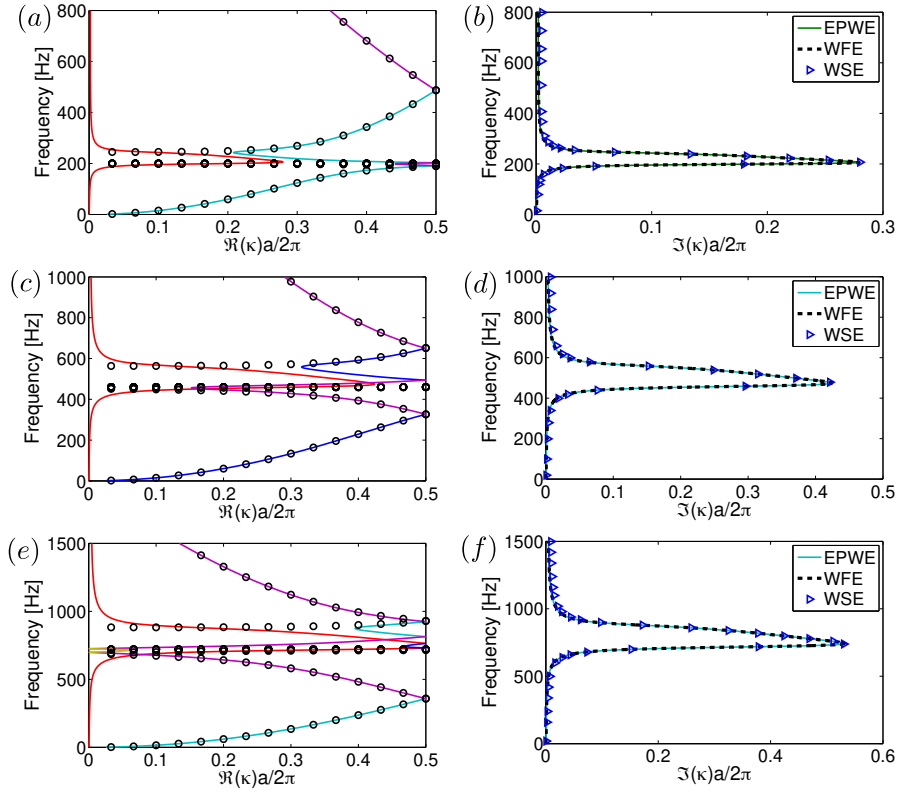 (a)
800
600
400
200
0
Frequency [Hz]
0 0.1 0.2 0.3 0.4 0.5
ℜ(κ)a/2π
(b)
800
600
400
200
0
Frequency [Hz]
0 0.1 0.2 0.3
ℑ(κ)a/2π
EPWE
WFE
WSE
(c)
1000
800
600
400
200
0
Frequency [Hz]
0 0.1 0.2 0.3 0.4 0.5
ℜ(κ)a/2π
(d)
1000
800
600
400
200
0
Frequency [Hz]
0 0.1 0.2 0.3 0.4 0.5
ℑ(κ)a/2π
EPWE
WFE
WSE
(e)
1500
1000
500
0
Frequency [Hz]
0 0.1 0.2 0.3 0.4 0.5
ℜ(κ)a/2π
(f)
1500
1000
500
0
Frequency [Hz]
0 0.2 0.4 0.6
ℑ(κ)a/2π
EPWE
WFE
WSE